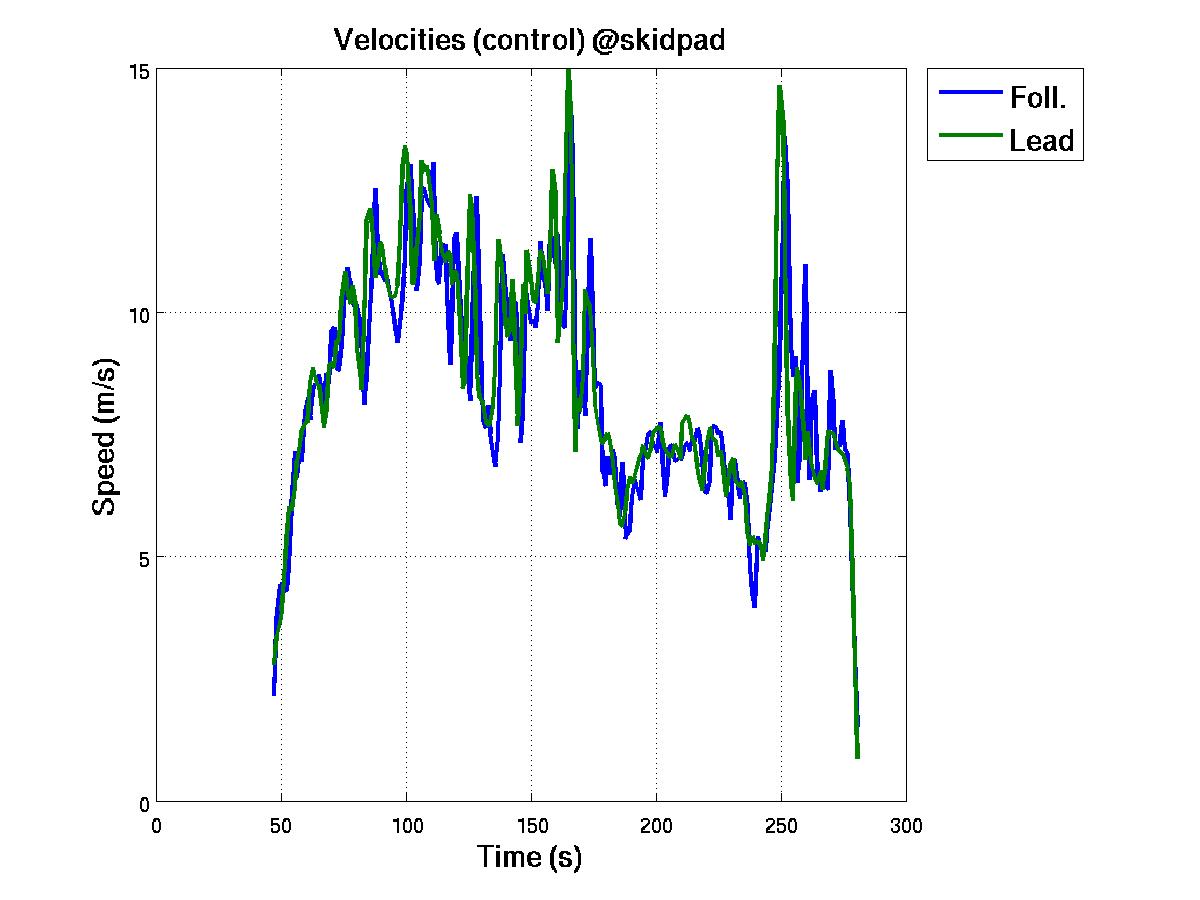 Velocities (control) @skidpad
15
10
5
0
0 50 100 150 200 250 300
Speed (m/s)
Time (s)
Foll.
Lead